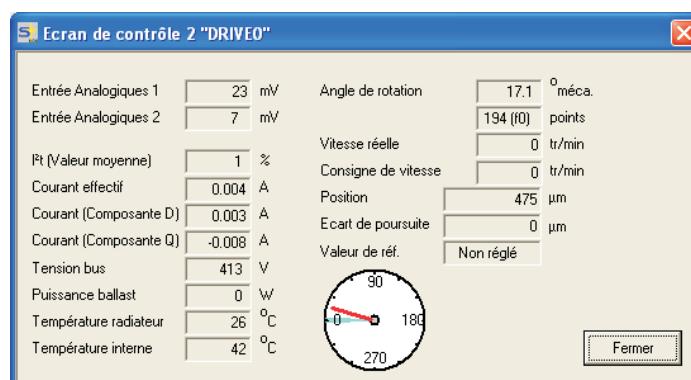 Ecran de contrôle 2 "DRIVE0"
Entrée Analogiques 1 23 mV
Entrée Analogiques 2 7 mV
I²t (Valeur moyenne) 1 %
Courant effectif 0.004 A
Courant (Composante D) 0.003 A
Courant (Composante Q) -0.008 A
Tension bus 413 V
Puissance ballast 0 W
Température radiateur 26 °C
Température interne 42 °C
Angle de rotation 17.1 °méca.
194 (f0) points
Vitesse réelle 0 tr/min
Consigne de vitesse 0 tr/min
Position 475 µm
Ecart de poursuite 0 µm
Valeur de réf. Non réglé
90
0 180
270
Fermer